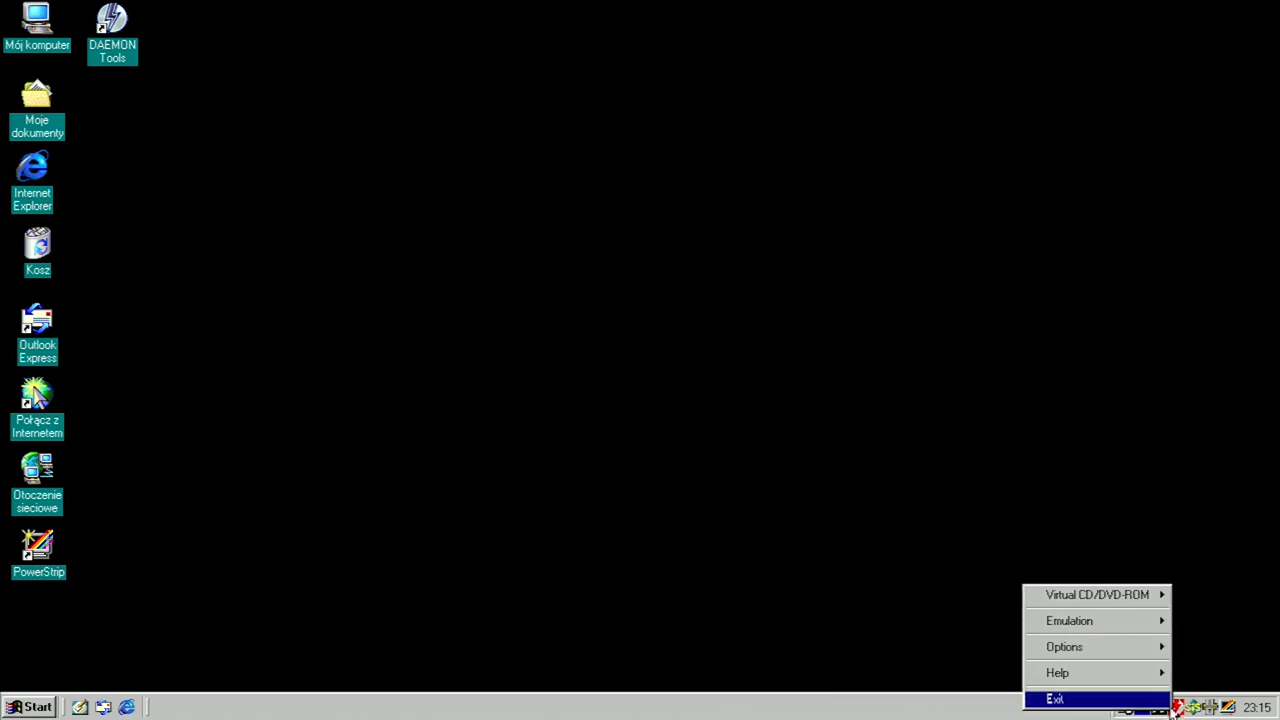 Mój komputer
DAEMON
Tools
Moje
dokumenty
Internet
Explorer
Kosz
Outlook
Express
Połącz z
Internetem
Otoczenie
sieciowe
PowerStrip
Virtual CD/DVD-ROM
Emulation
Options
Help
Exit
Start
SiS
23:15